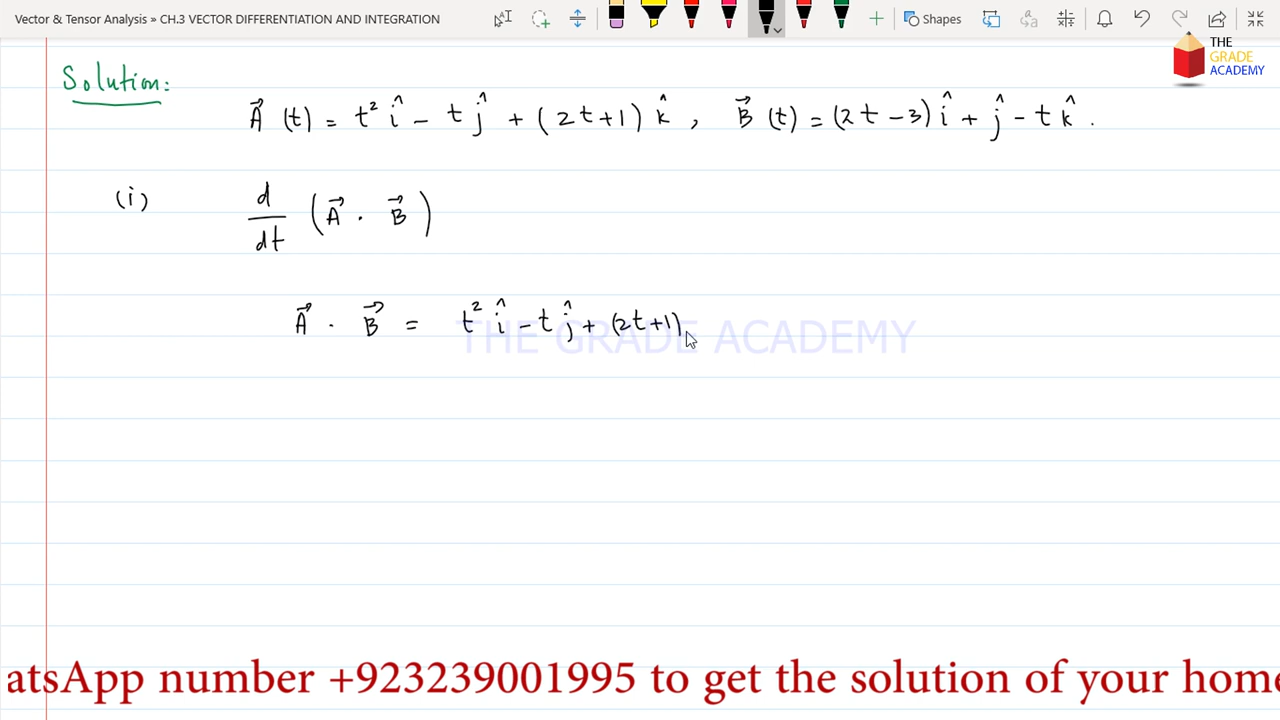 Vector & Tensor Analysis » CH.3 VECTOR DIFFERENTIATION AND INTEGRATION
Shapes
THE
GRADE
ACADEMY
Solution:
A⃗ (t) = t² î − t ĵ + (2t+1) k̂ , B⃗ (t) = (2t − 3) î + ĵ − t k̂ .
(i) d/dt (A⃗ . B⃗)
A⃗ . B⃗ = t² î − t ĵ + (2t+1)
THE GRADE ACADEMY
atsApp number +923239001995 to get the solution of your home